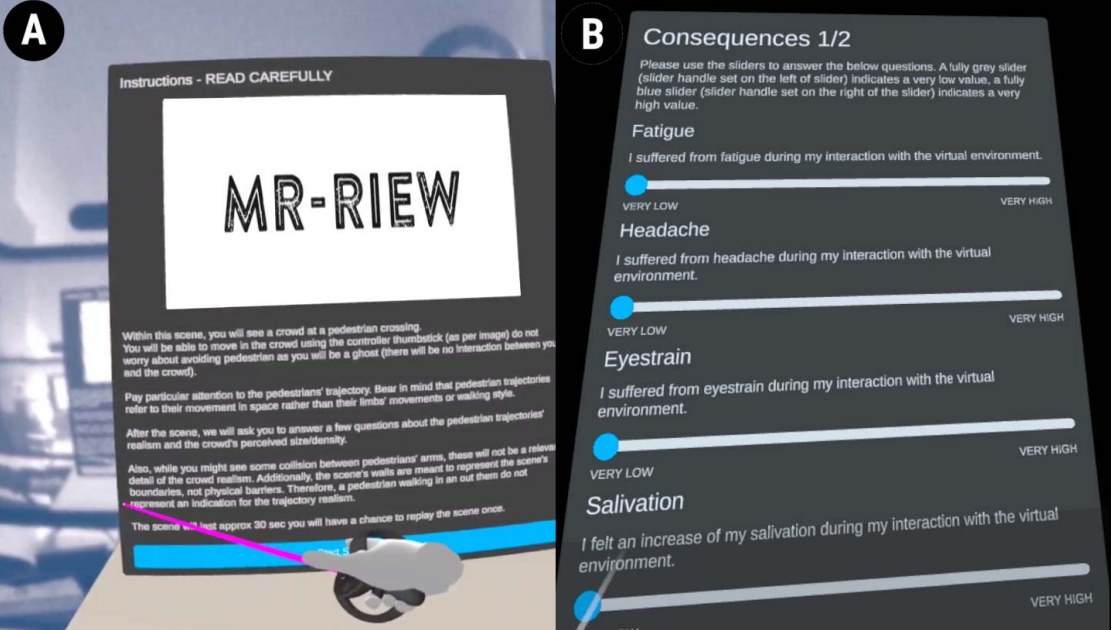 A
Instructions - READ CAREFULLY
MR-RIEW
Within this scene, you will see a crowd at a pedestrian crossing.
You will be able to move in the crowd using the controller thumbstick (as per image) do not
worry about avoiding pedestrian as you will be a ghost (there will be no interaction between you
and the crowd).
Pay particular attention to the pedestrians' trajectory. Bear in mind that pedestrian trajectories
refer to their movement in space rather than their limbs' movements or walking style.
After the scene, we will ask you to answer a few questions about the pedestrian trajectories'
realism and the crowd's perceived size/density.
Also, while you might see some collision between pedestrians' arms, these will not be a releva
detail of the crowd realism. Additionally, the scene's walls are meant to represent the scene's
boundaries, not physical barriers. Therefore, a pedestrian walking in an out them do not
represent an indication for the trajectory realism.
The scene will last approx 30 sec you will have a chance to replay the scene once.
B
Consequences 1/2
Please use the sliders to answer the below questions. A fully grey slider
(slider handle set on the left of slider) indicates a very low value, a fully
blue slider (slider handle set on the right of the slider) indicates a very
high value.
Fatigue
I suffered from fatigue during my interaction with the virtual environment.
VERY LOW VERY HIGH
Headache
I suffered from headache during my interaction with the virtual
environment.
VERY LOW VERY HIGH
Eyestrain
I suffered from eyestrain during my interaction with the virtual
environment.
VERY LOW VERY HIGH
Salivation
I felt an increase of my salivation during my interaction with the virtual
environment.
VERY HIGH